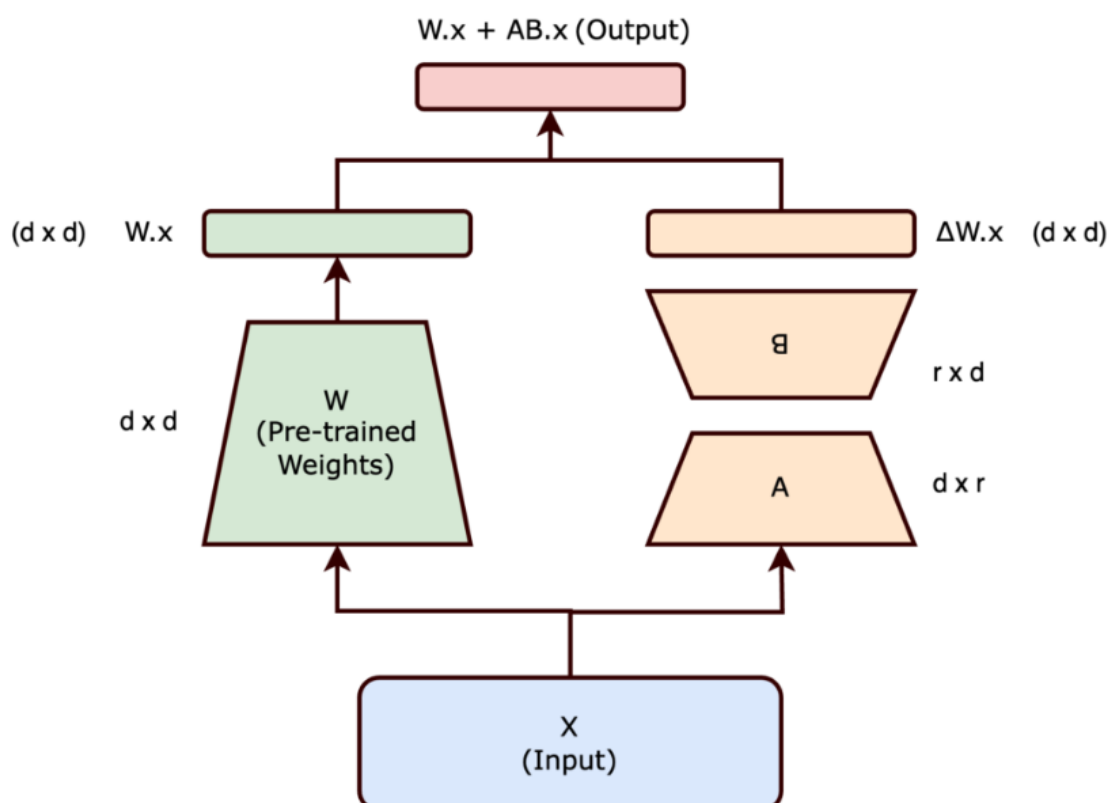 W.x + AB.x (Output)
(d x d) W.x
ΔW.x (d x d)
B
r x d
W
(Pre-trained
Weights)
d x d
A
d x r
X
(Input)